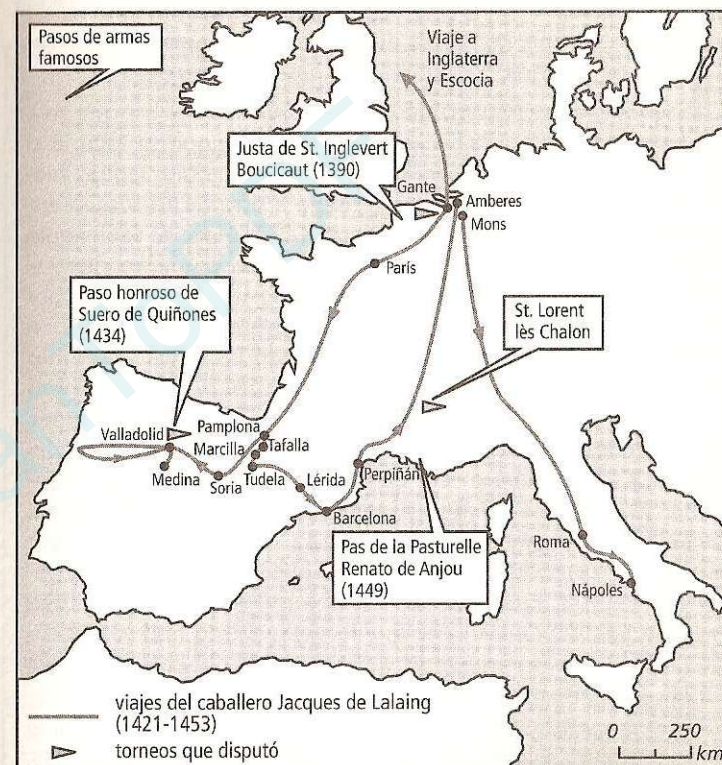 Pasos de armas
famosos
Viaje a
Inglaterra
y Escocia
Justa de St. Inglevert
Boucicaut (1390)
Gante
Amberes
Mons
París
Paso honroso de
Suero de Quiñones
(1434)
St. Lorent
lès Chalon
Valladolid
Pamplona
Marcilla
Tafalla
Medina
Soria
Tudela
Lérida
Perpiñán
Barcelona
Pas de la Pasturelle
Renato de Anjou
(1449)
Roma
Nápoles
viajes del caballero Jacques de Lalaing
(1421-1453)
torneos que disputó
0 250
km